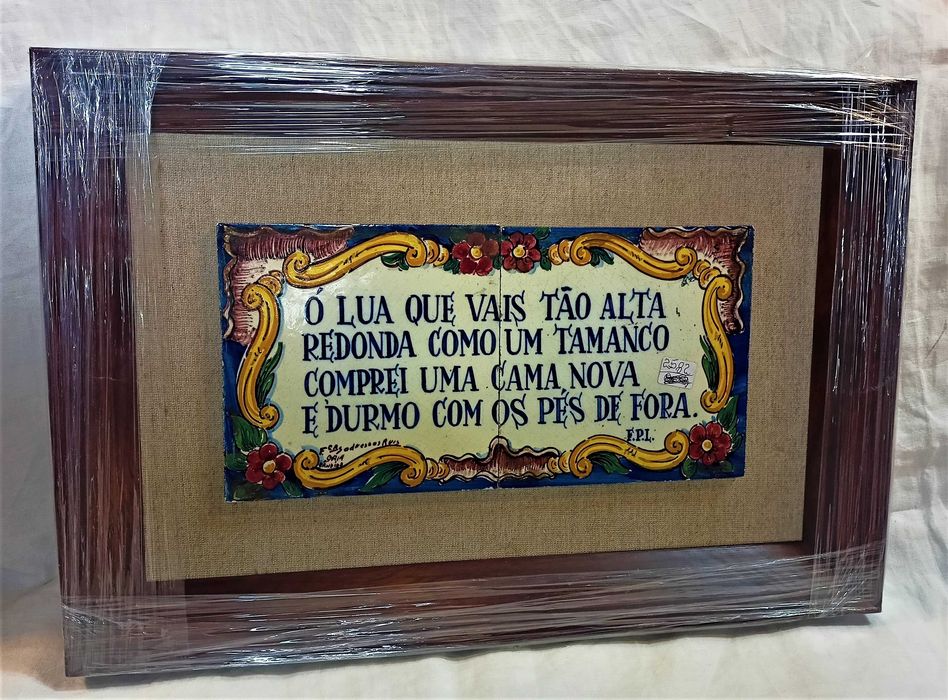 Ó LUA QUE VAIS TÃO ALTA
REDONDA COMO UM TAMANCO
COMPREI UMA CAMA NOVA
E DURMO COM OS PÉS DE FORA.
F.P.L.